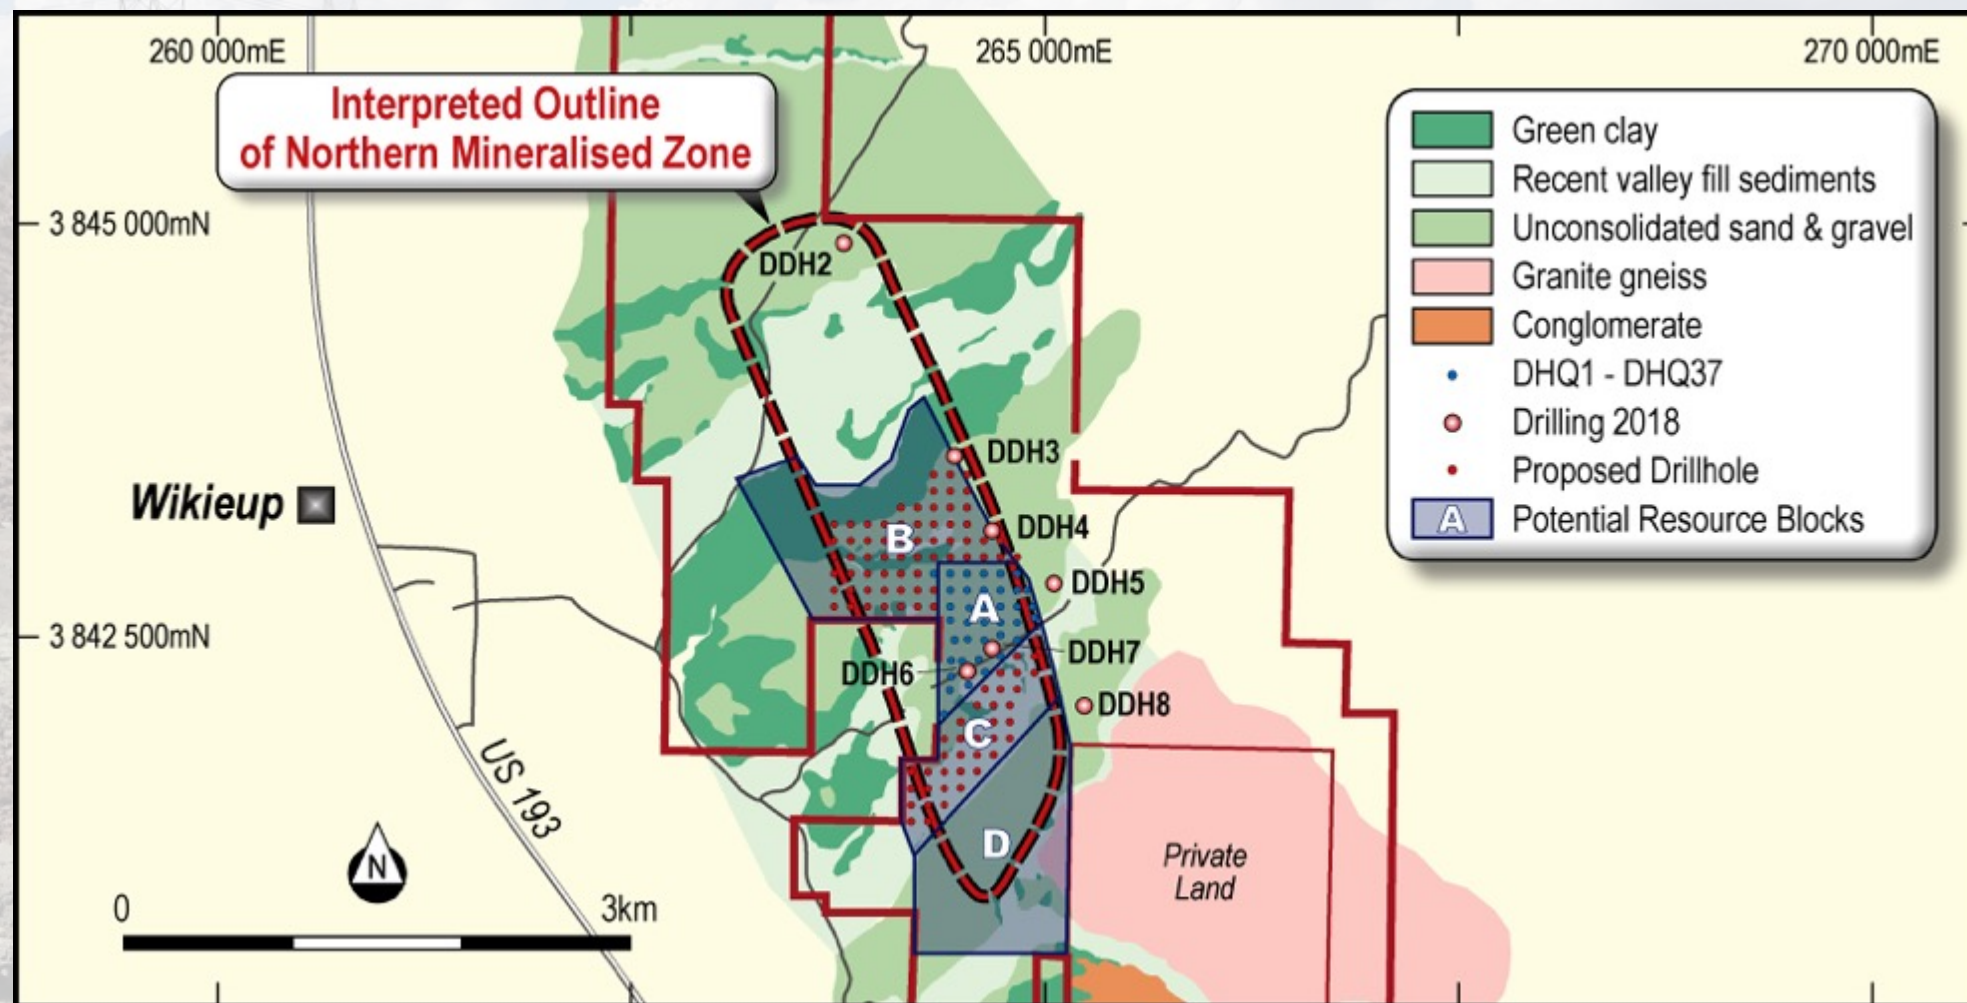 260 000mE
265 000mE
270 000mE
Interpreted Outline
of Northern Mineralised Zone
Green clay
Recent valley fill sediments
Unconsolidated sand & gravel
Granite gneiss
Conglomerate
DHQ1 - DHQ37
Drilling 2018
Proposed Drillhole
A Potential Resource Blocks
3 845 000mN
DDH2
DDH3
Wikieup
DDH4
B
DDH5
A
3 842 500mN
DDH7
DDH6
DDH8
C
US 193
D
Private
Land
N
0 3km